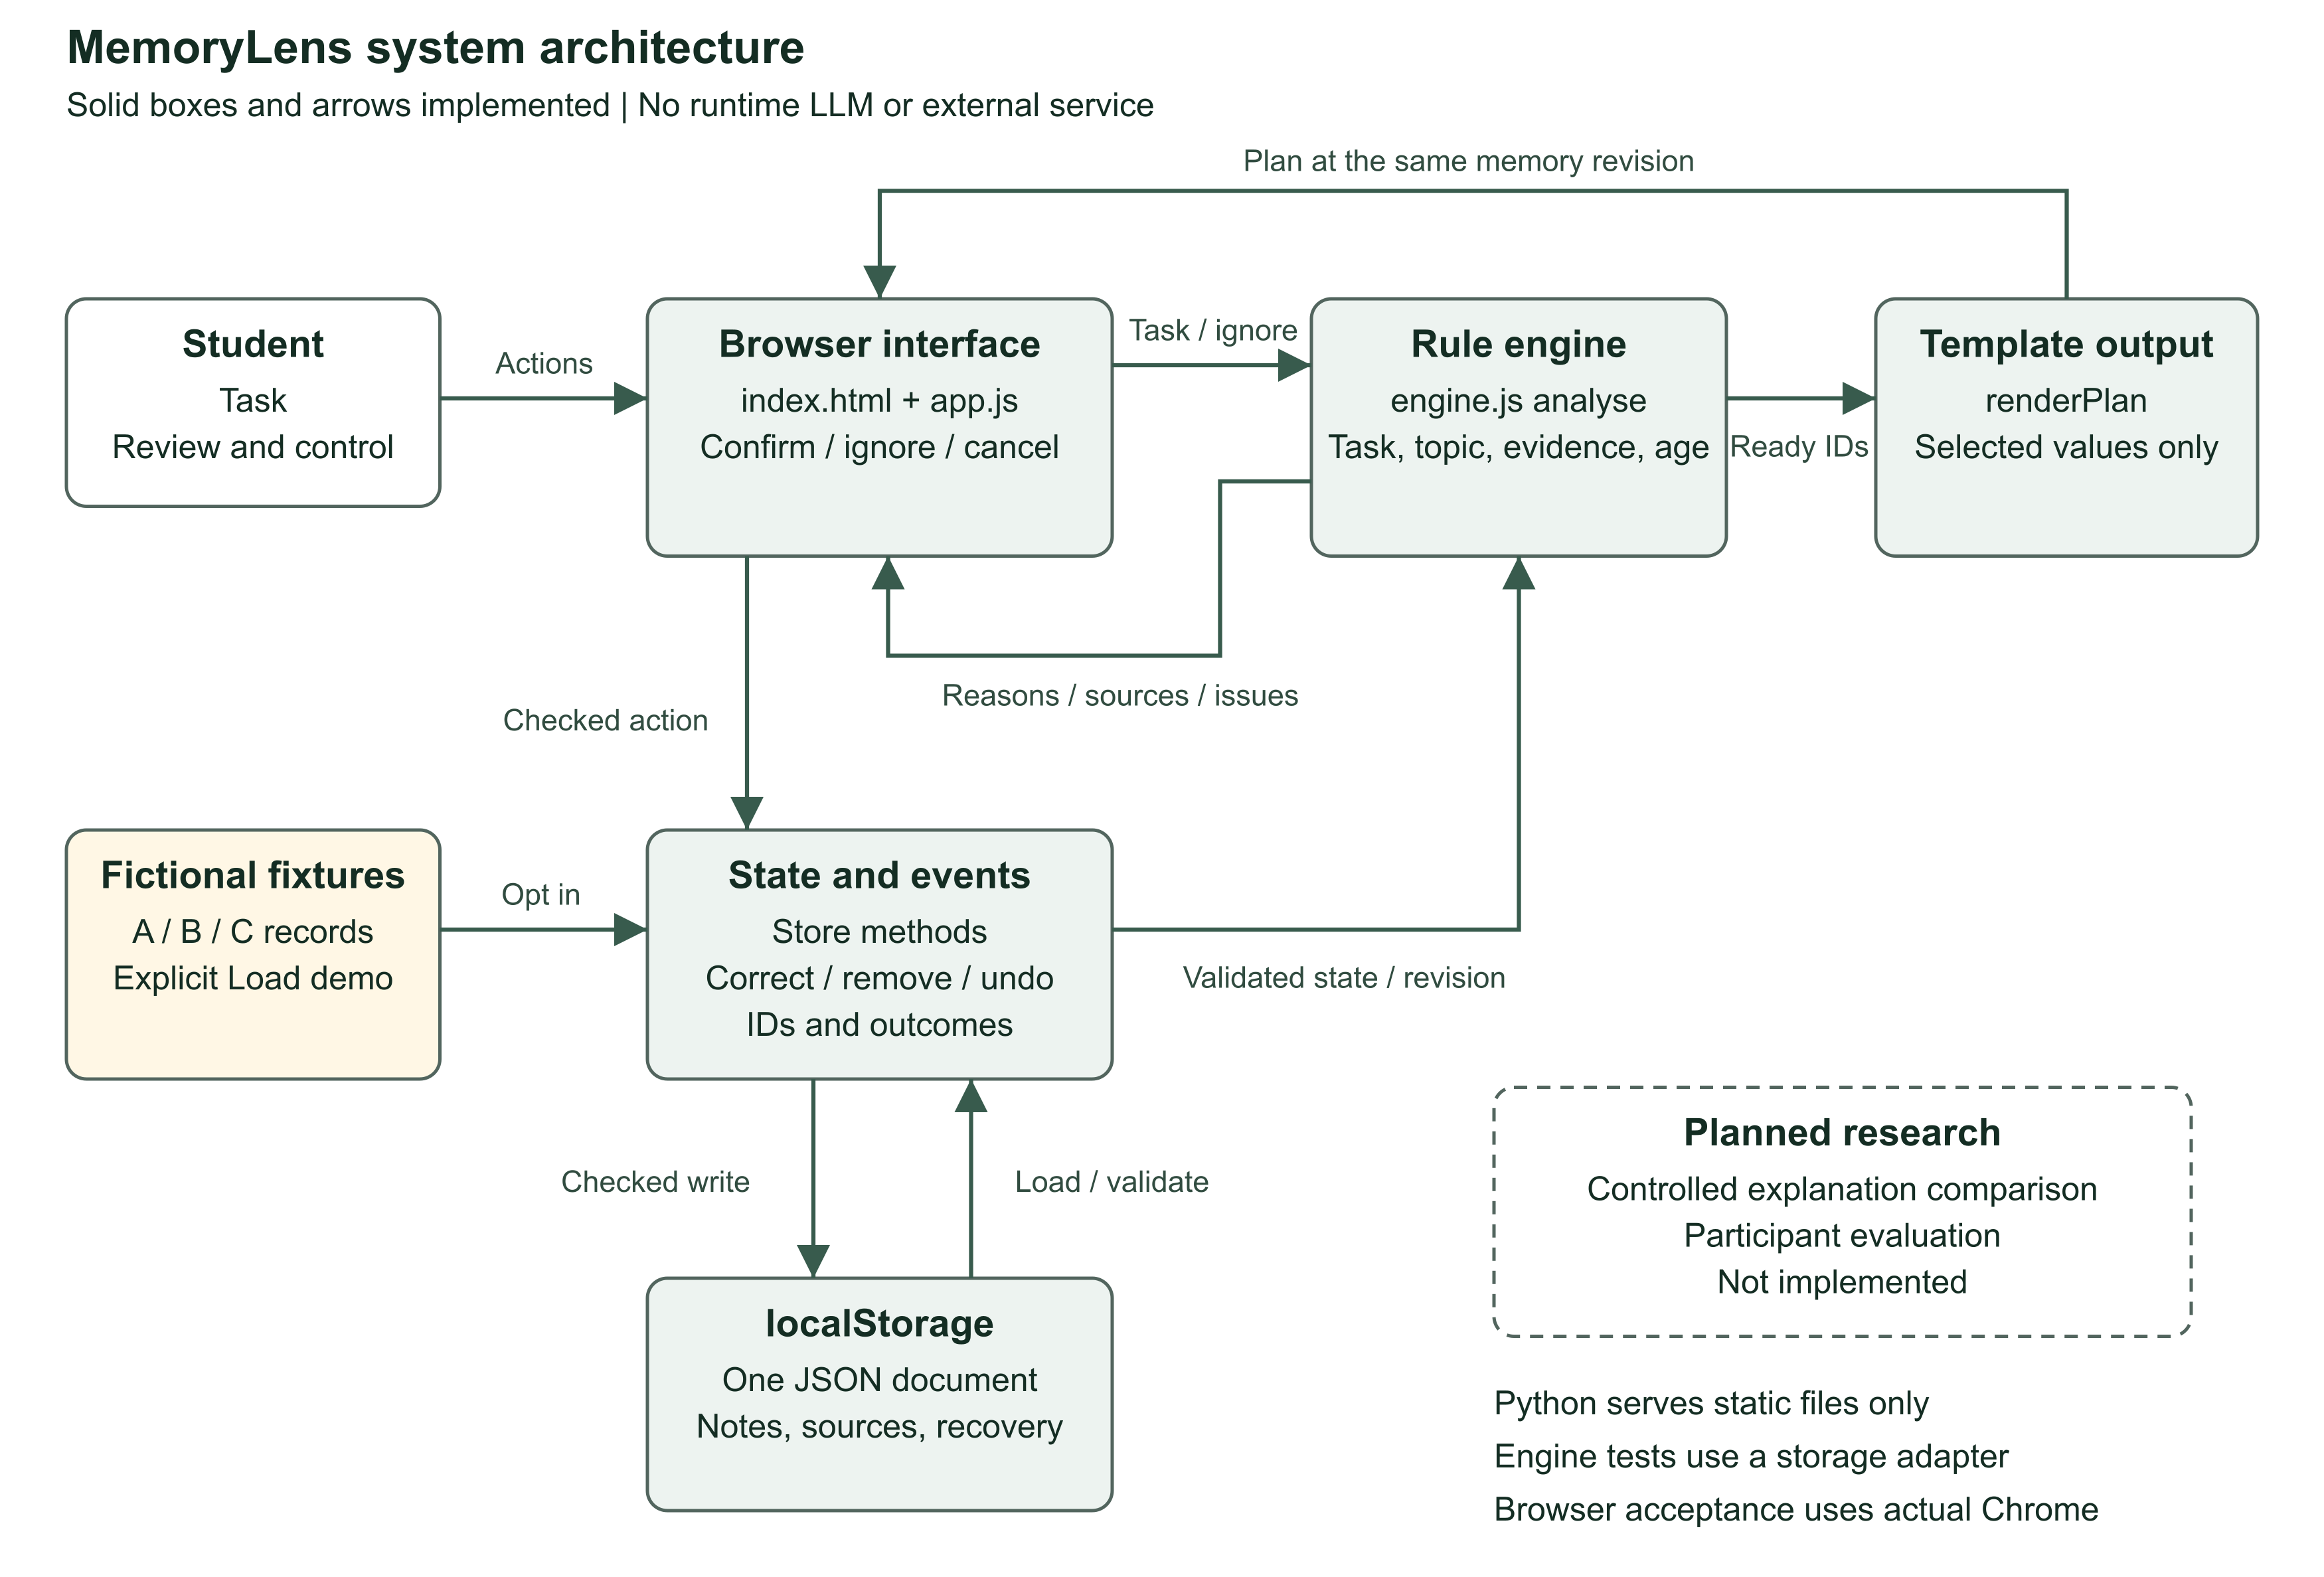 MemoryLens system architecture
Solid boxes and arrows implemented | No runtime LLM or external service
Plan at the same memory revision
Student
Task
Review and control
Actions
Browser interface
index.html + app.js
Confirm / ignore / cancel
Task / ignore
Rule engine
engine.js analyse
Task, topic, evidence, age
Ready IDs
Template output
renderPlan
Selected values only
Reasons / sources / issues
Checked action
Fictional fixtures
A / B / C records
Explicit Load demo
Opt in
State and events
Store methods
Correct / remove / undo
IDs and outcomes
Validated state / revision
Checked write
Load / validate
localStorage
One JSON document
Notes, sources, recovery
Planned research
Controlled explanation comparison
Participant evaluation
Not implemented
Python serves static files only
Engine tests use a storage adapter
Browser acceptance uses actual Chrome